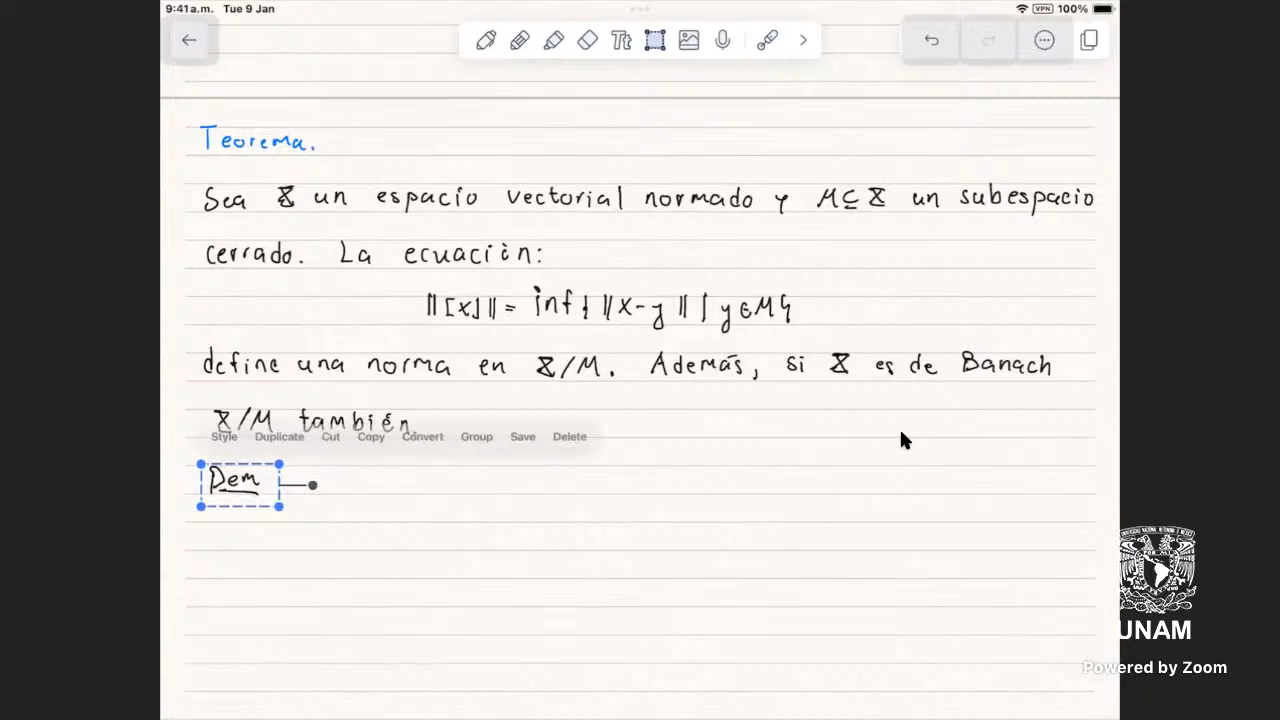 9:41 a.m. Tue 9 Jan
VPN 100%
Tt
Teorema.
Sea X un espacio vectorial normado y M⊆X un subespacio
cerrado. La ecuación:
||[x]|| = inf{ ||x-y|| | y∈M}
define una norma en X/M. Además, si X es de Banach
X/M también
Style Duplicate Cut Copy Convert Group Save Delete
Dem
UNAM
Powered by Zoom